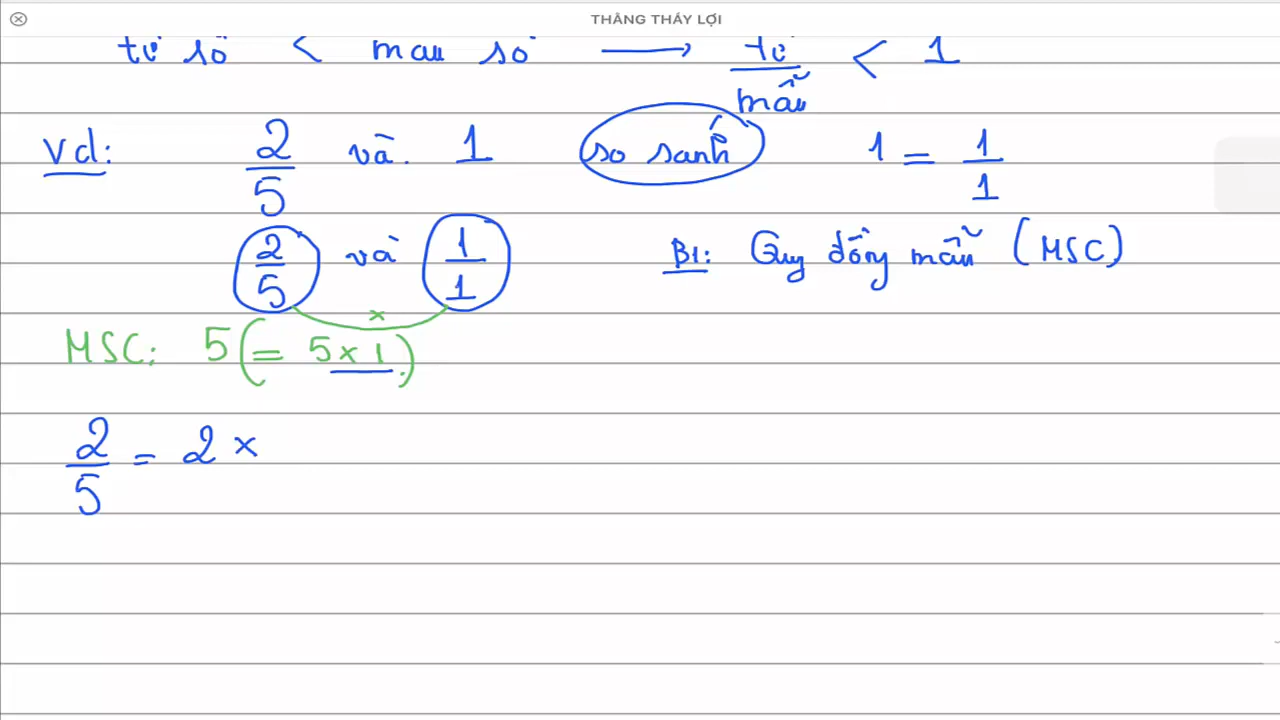 THẰNG THẦY LỢI
tử số < mẫu số → tử/mẫu < 1
Vd: 2/5 và 1 so sánh 1 = 1/1
2/5 và 1/1 B1: Quy đồng mẫu (MSC)
×
MSC: 5 (= 5 × 1)
2/5 = 2 ×